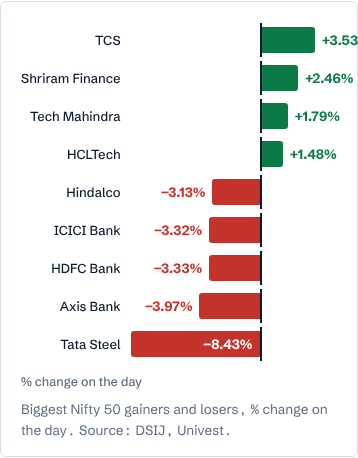 TCS +3.53
Shriram Finance +2.46%
Tech Mahindra +1.79%
HCLTech +1.48%
Hindalco −3.13%
ICICI Bank −3.32%
HDFC Bank −3.33%
Axis Bank −3.97%
Tata Steel −8.43%
% change on the day
Biggest Nifty 50 gainers and losers, % change on
the day. Source: DSIJ, Univest.